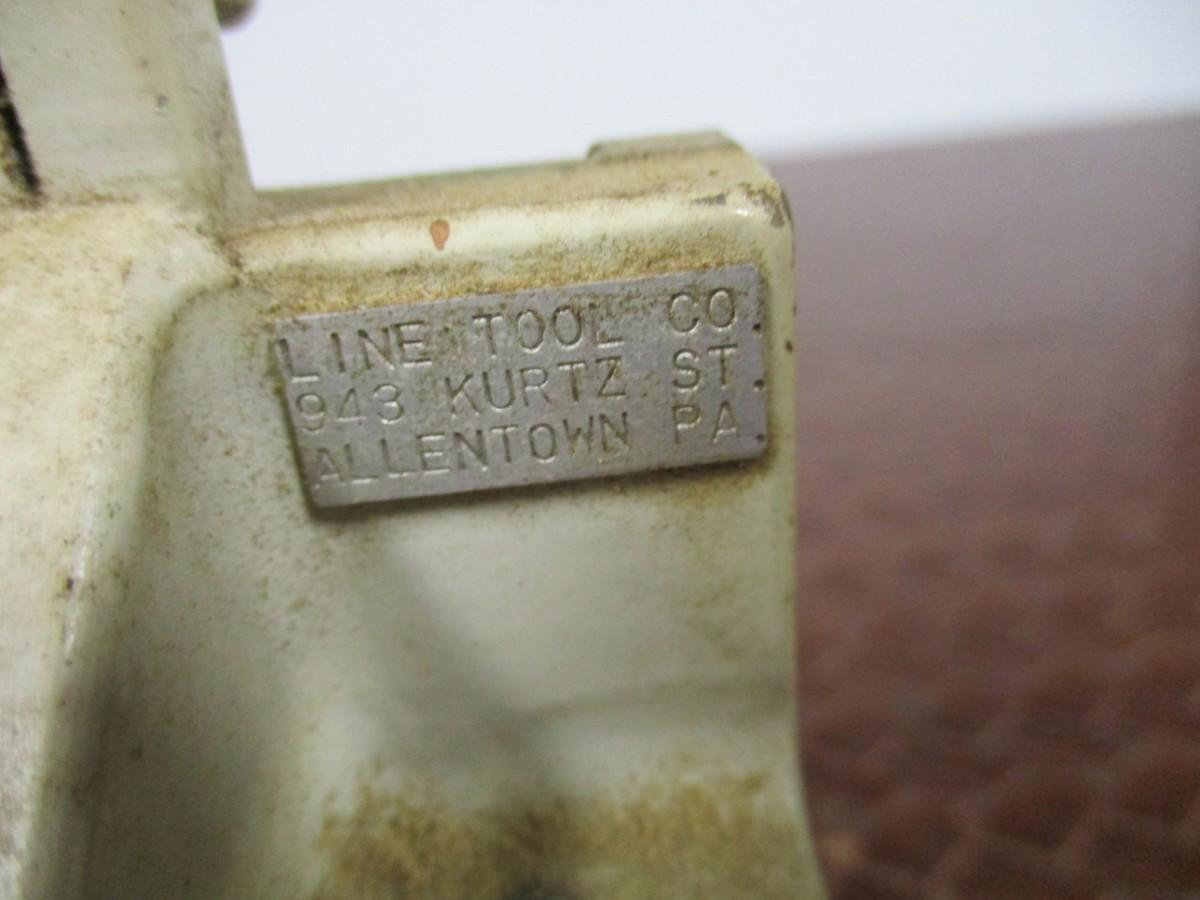 LINE TOOL CO.
943 KURTZ ST.
ALLENTOWN PA